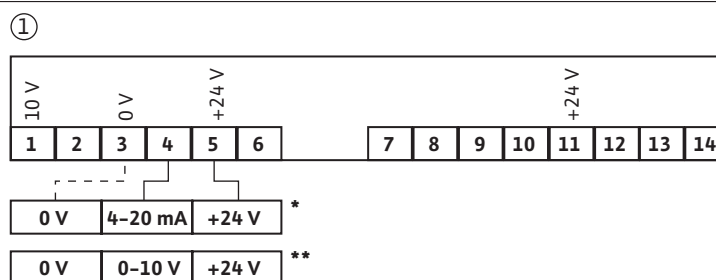 ①
10 V 0 V +24 V +24 V
1 2 3 4 5 6 7 8 9 10 11 12 13 14
0 V 4-20 mA +24 V *
0 V 0-10 V +24 V **